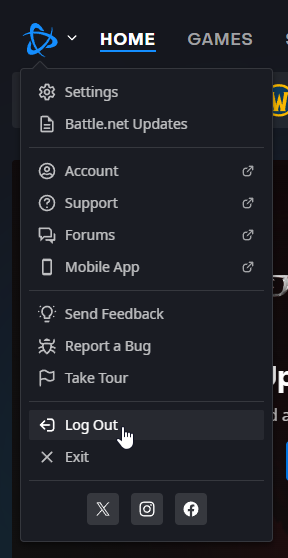 HOME GAMES
Settings
Battle.net Updates
Account
Support
Forums
Mobile App
Send Feedback
Report a Bug
Take Tour
Log Out
Exit